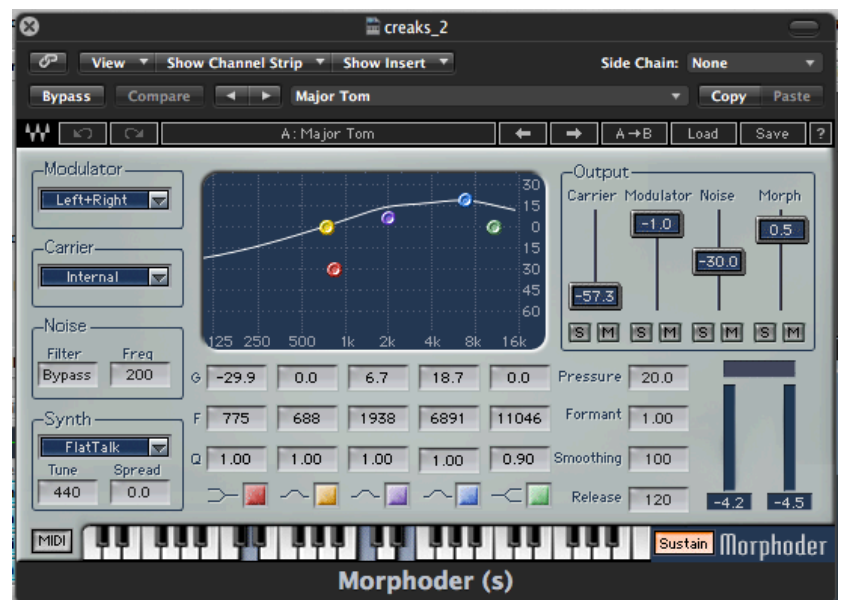 creaks_2
View Show Channel Strip Show Insert Side Chain: None
Bypass Compare Major Tom Copy Paste
A: Major Tom A→B Load Save ?
Modulator
Left+Right
Carrier
Internal
Noise
Filter Freq
Bypass 200
Synth
FlatTalk
Tune Spread
440 0.0
30
15
0
15
30
45
60
125 250 500 1k 2k 4k 8k 16k
Output
Carrier Modulator Noise Morph
-57.3 -1.0 -30.0 0.5
S M S M S M S M
G -29.9 0.0 6.7 18.7 0.0
F 775 688 1938 6891 11046
Q 1.00 1.00 1.00 1.00 0.90
Pressure 20.0
Formant 1.00
Smoothing 100
Release 120
-4.2 -4.5
MIDI Sustain Morphoder
Morphoder (s)